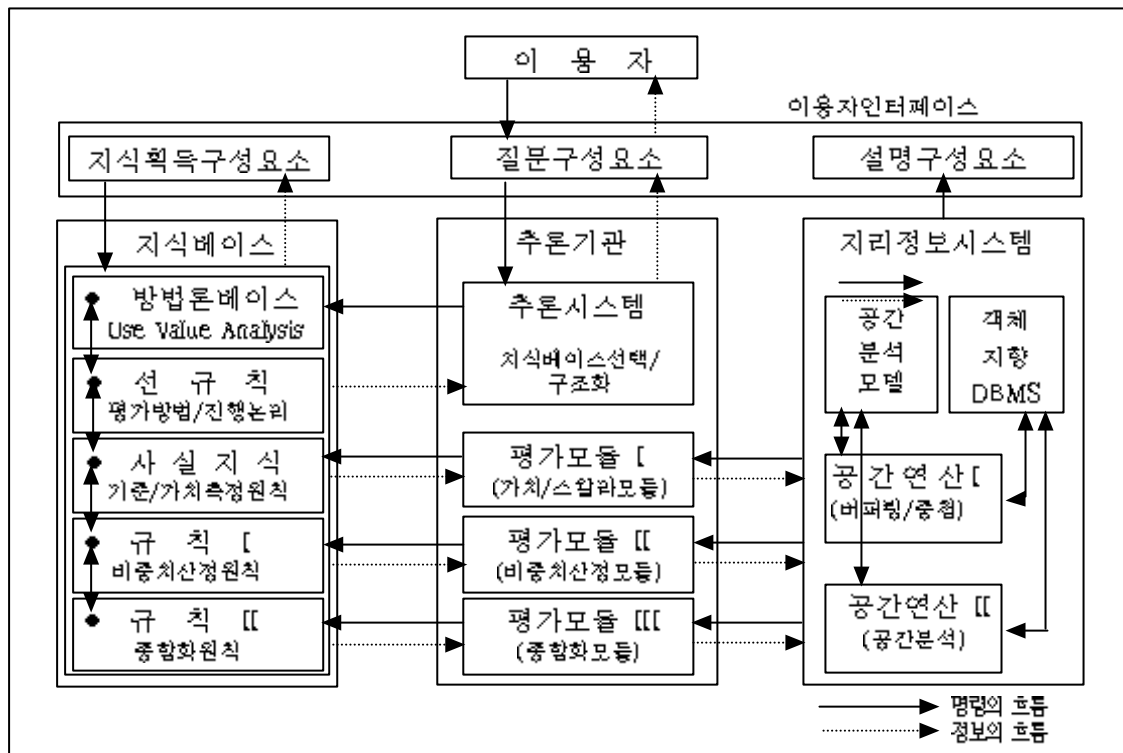 이 용 자
이용자인터페이스
지식획득구성요소
질문구성요소
설명구성요소
지식베이스
방법론베이스
Use Value Analysis
선 규 칙
평가방법/진행논리
사 실 지 식
기준/가치측정원칙
규 칙 I
비중치산정원칙
규 칙 II
종합화원칙
추론기관
추론시스템
지식베이스선택/
구조화
평가모듈 I
(가치/스칼라모듈)
평가모듈 II
(비중치산정모듈)
평가모듈 III
(종합화모듈)
지리정보시스템
공간
분석
모델
객체
지향
DBMS
공간연산 I
(버퍼링/중첩)
공간연산 II
(공간분석)
명령의 흐름
정보의 흐름